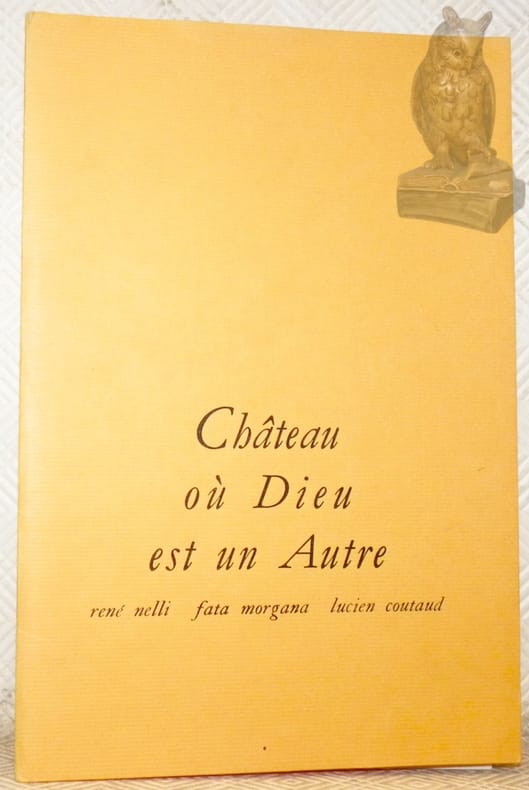 Château
où Dieu
est un Autre
rené nelli fata morgana lucien coutaud